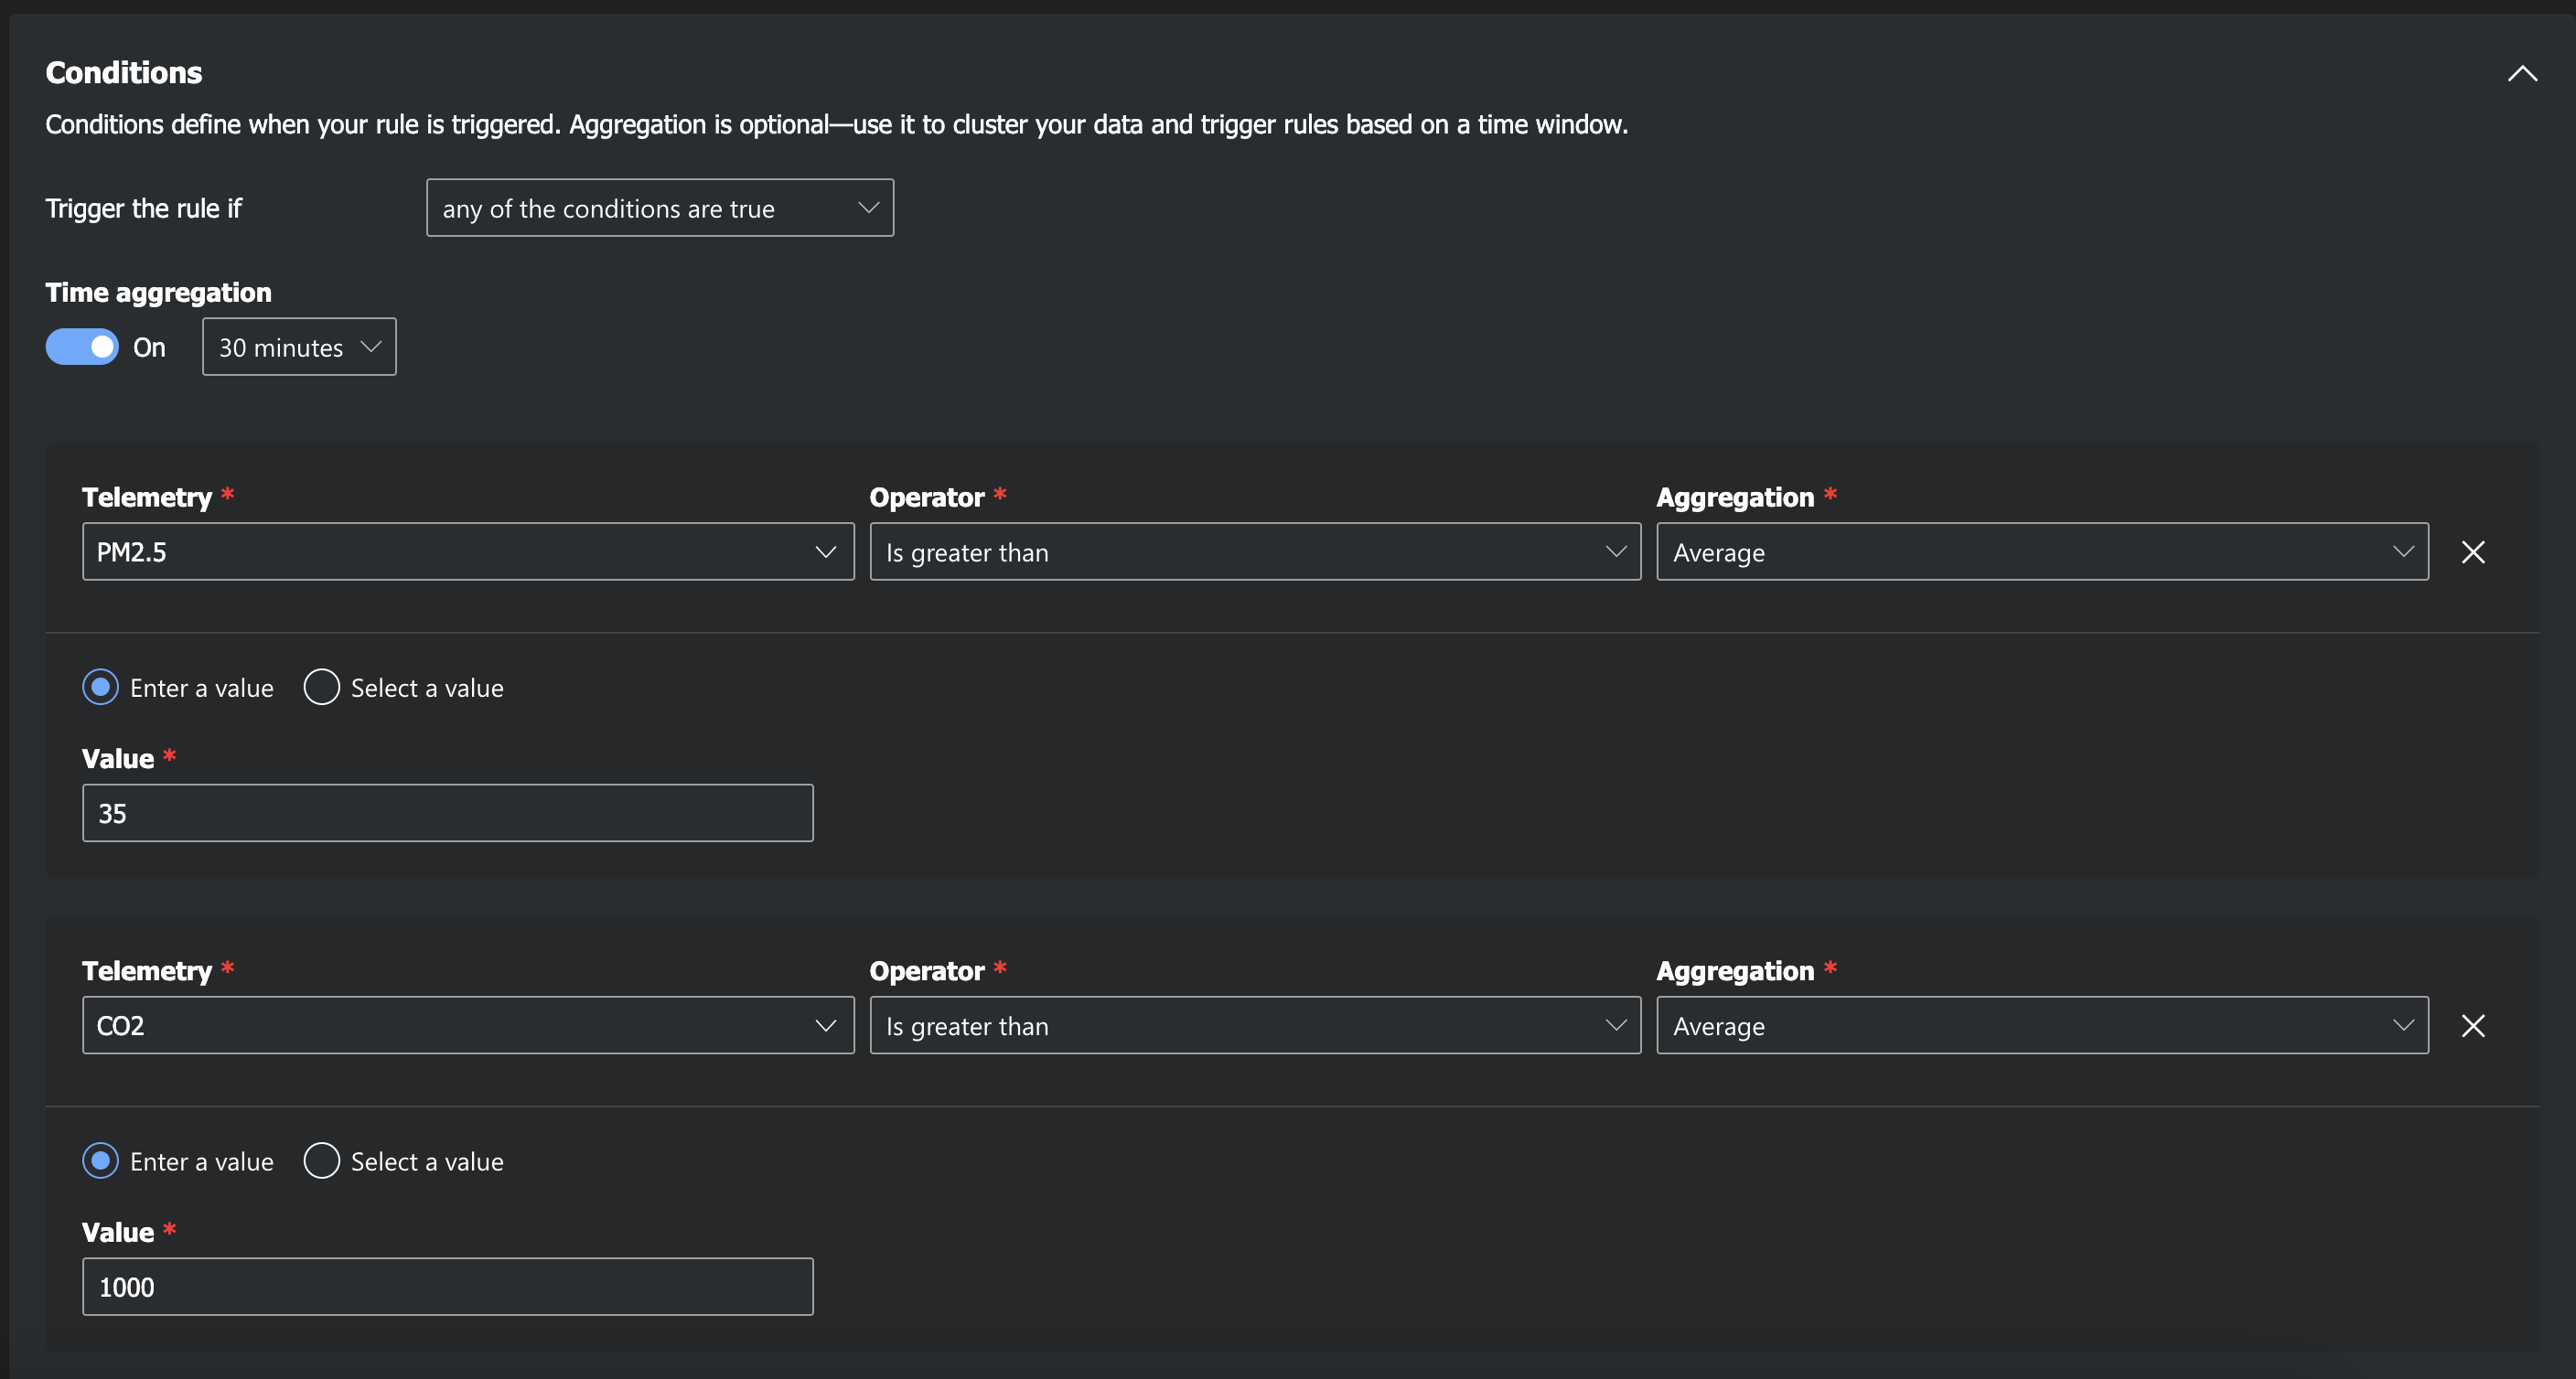 Conditions
Conditions define when your rule is triggered. Aggregation is optional—use it to cluster your data and trigger rules based on a time window.
Trigger the rule if any of the conditions are true
Time aggregation
On 30 minutes
Telemetry * Operator * Aggregation *
PM2.5 Is greater than Average
Enter a value Select a value
Value *
35
Telemetry * Operator * Aggregation *
CO2 Is greater than Average
Enter a value Select a value
Value *
1000